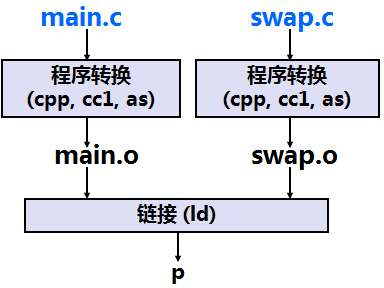 main.c
swap.c
程序转换
(cpp, cc1, as)
程序转换
(cpp, cc1, as)
main.o
swap.o
链接 (ld)
p